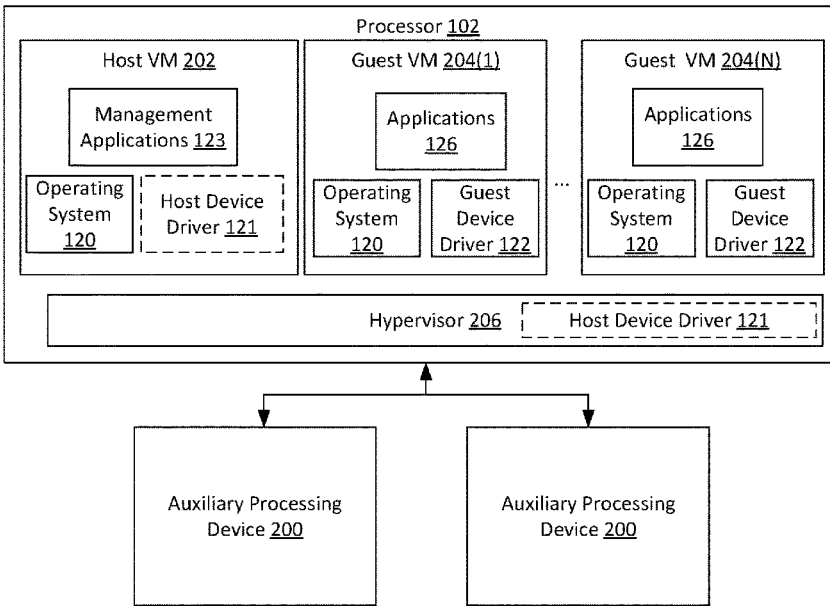 Processor 102
Host VM 202
Management
Applications 123
Operating
System
120
Host Device
Driver 121
Guest VM 204(1)
Applications
126
Operating
System
120
Guest
Device
Driver 122
...
Guest VM 204(N)
Applications
126
Operating
System
120
Guest
Device
Driver 122
Hypervisor 206
Host Device Driver 121
Auxiliary Processing
Device 200
Auxiliary Processing
Device 200